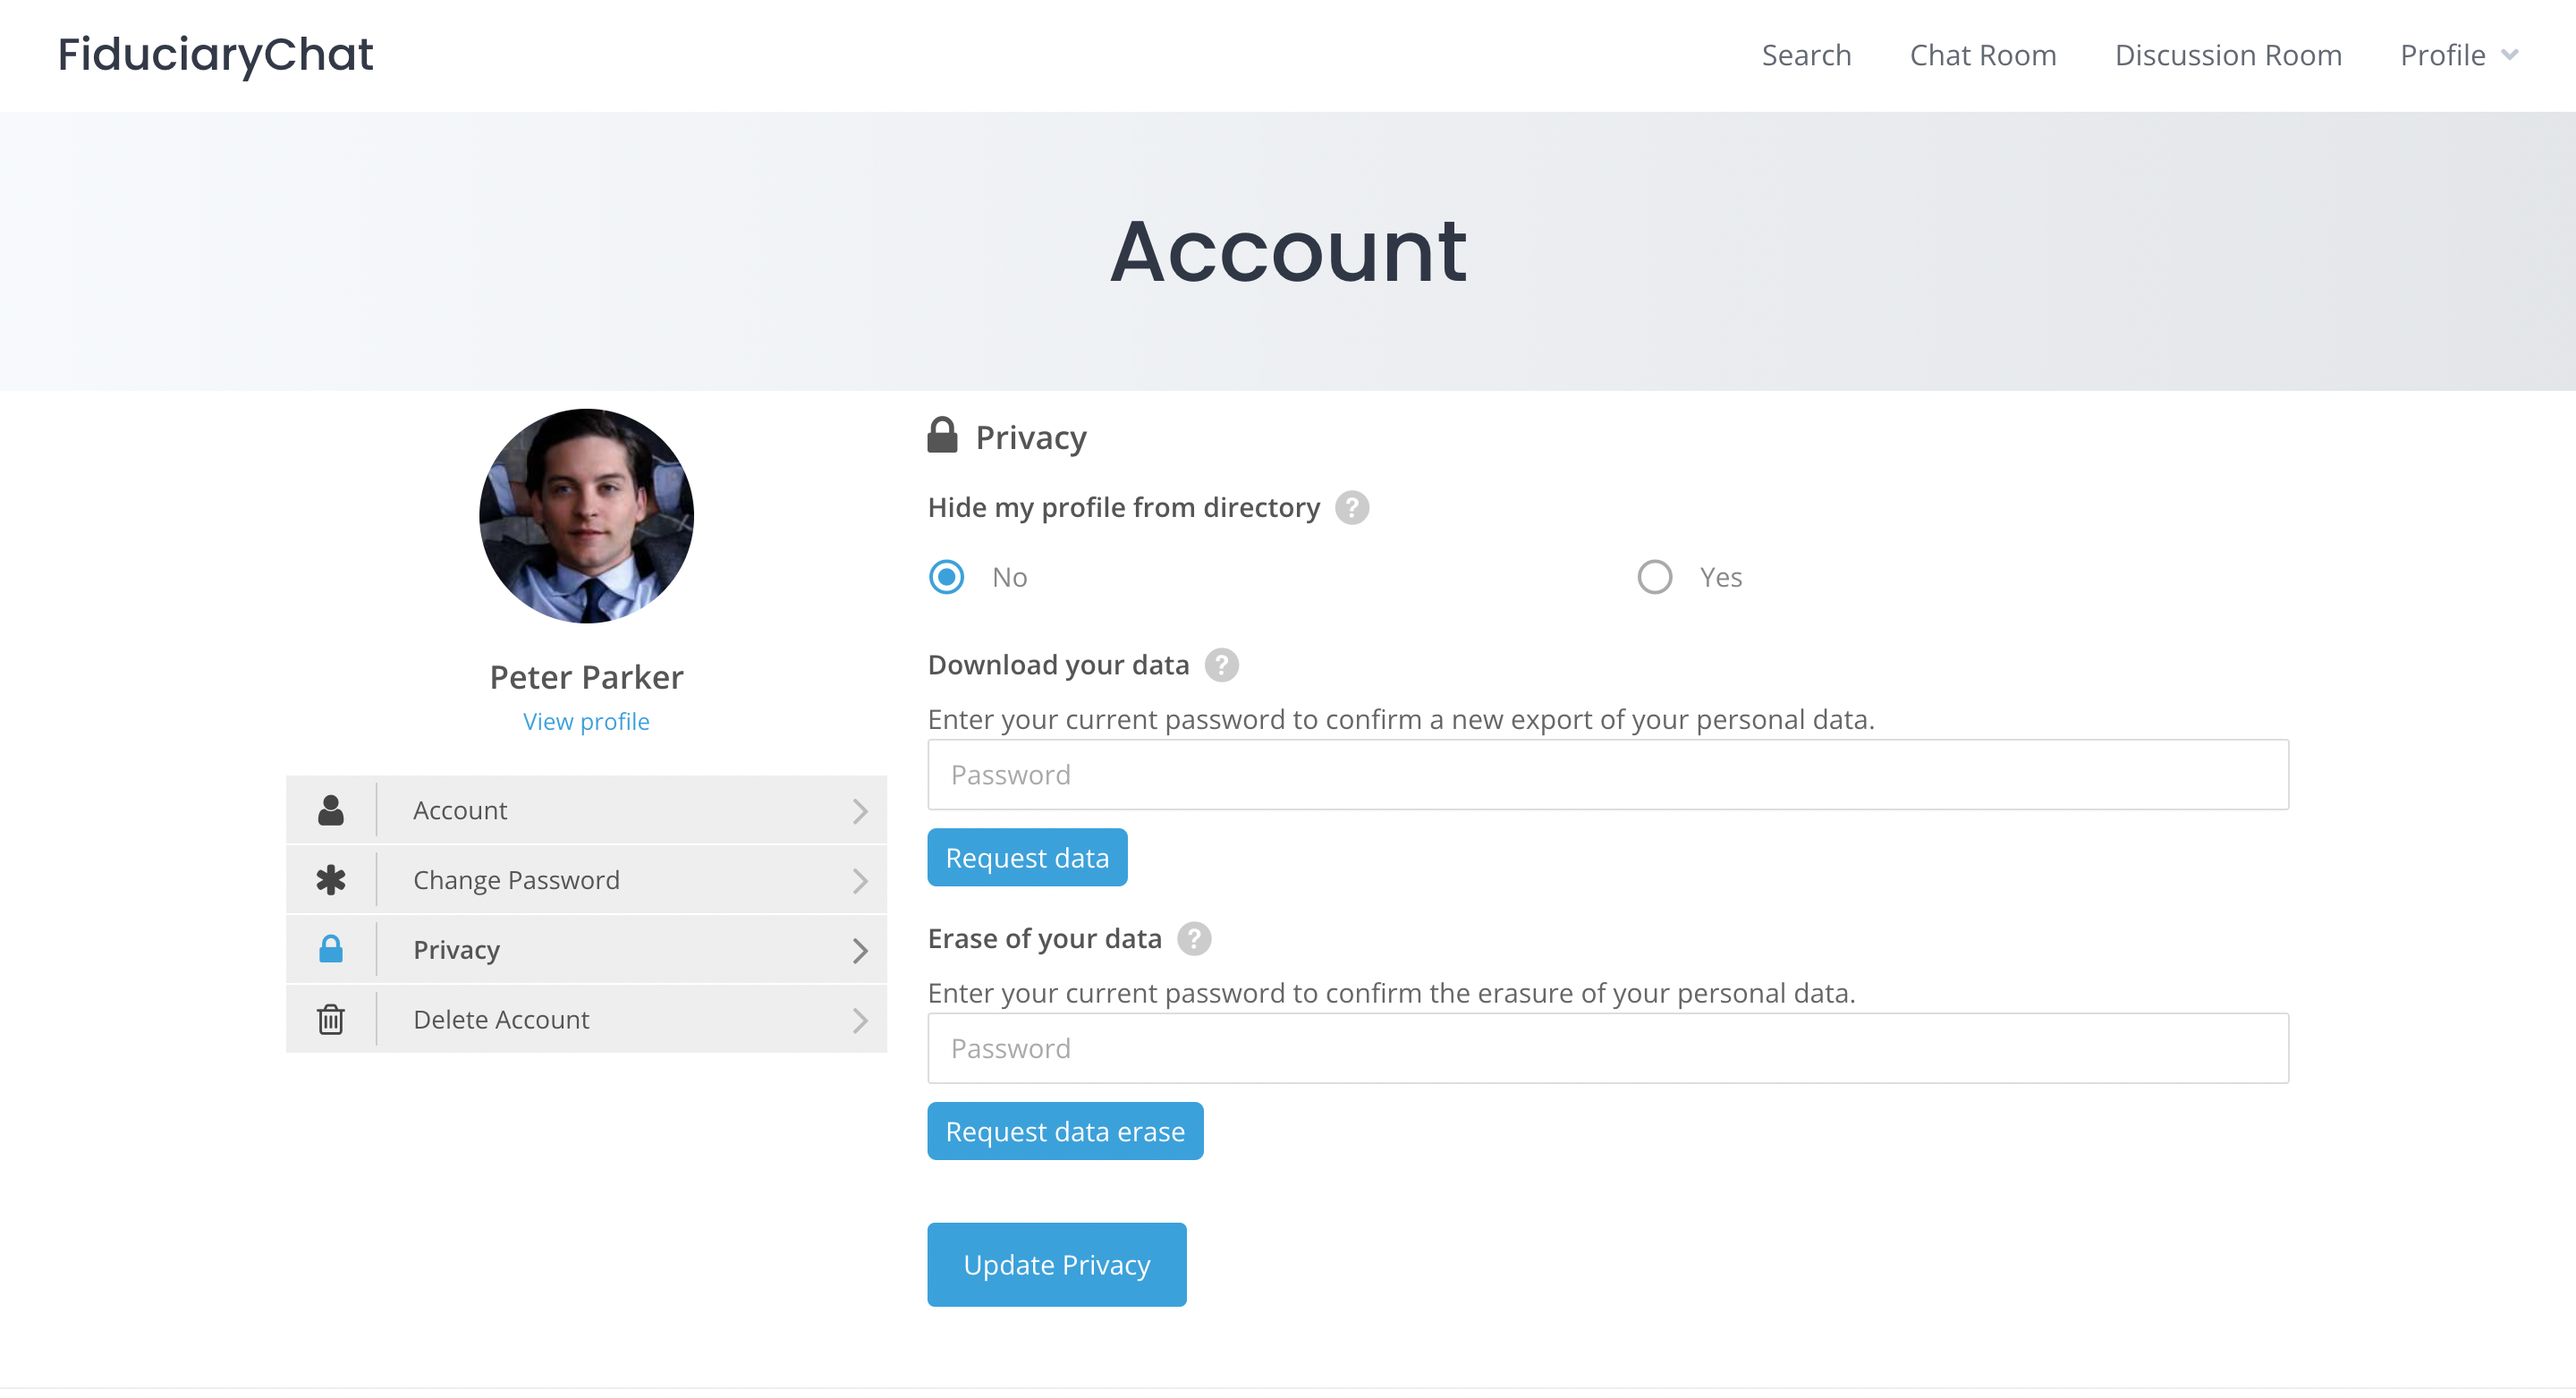 FiduciaryChat
Search Chat Room Discussion Room Profile
Account
Peter Parker
View profile
Account
Change Password
Privacy
Delete Account
Privacy
Hide my profile from directory ?
No Yes
Download your data ?
Enter your current password to confirm a new export of your personal data.
Password
Request data
Erase of your data ?
Enter your current password to confirm the erasure of your personal data.
Password
Request data erase
Update Privacy